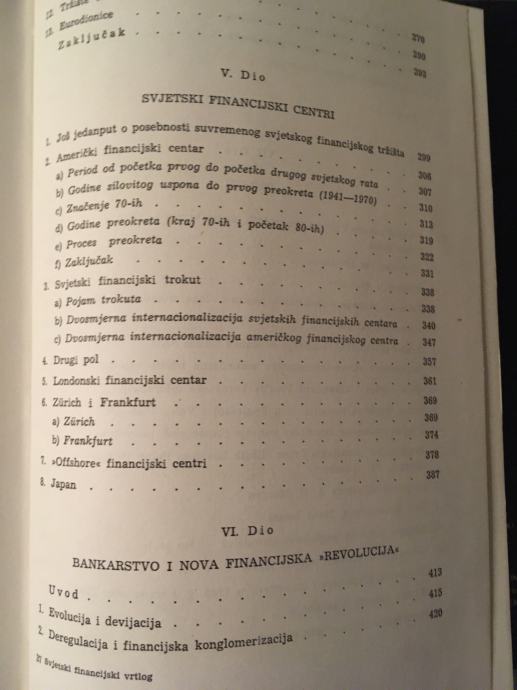 12. Tržišta
13. Eurodionice . . . . . . . . . 270
Zaključak . . . . . . . . . 290
293
V. Dio
SVJETSKI FINANCIJSKI CENTRI
1. Još jedanput o posebnosti suvremenog svjetskog financijskog tržišta 299
2. Američki financijski centar . . . . . . . 306
a) Period od početka prvog do početka drugog svjetskog rata . 307
b) Godine silovitog uspona do prvog preokreta (1941—1970) . 310
c) Značenje 70-ih . . . . . . . . . 313
d) Godine preokreta (kraj 70-ih i početak 80-ih) . . . . 319
e) Proces preokreta . . . . . . . . . 322
f) Zaključak . . . . . . . . . 331
3. Svjetski financijski trokut . . . . . . . 338
a) Pojam trokuta . . . . . . . . . 338
b) Dvosmjerna internacionalizacija svjetskih financijskih centara . 340
c) Dvosmjerna internacionalizacija američkog financijskog centra . 347
4. Drugi pol . . . . . . . . . . 357
5. Londonski financijski centar . . . . . . . 361
6. Zürich i Frankfurt . . . . . . . . 369
a) Zürich . . . . . . . . . . 369
b) Frankfurt . . . . . . . . . 374
7. »Offshore« financijski centri . . . . . . . 378
8. Japan . . . . . . . . . . 387
VI. Dio
BANKARSTVO I NOVA FINANCIJSKA »REVOLUCIJA«
Uvod . . . . . . . . . . 413
1. Evolucija i devijacija . . . . . . . . 415
2. Deregulacija i financijska konglomerizacija . . . . . 420
Svjetski financijski vrtlog